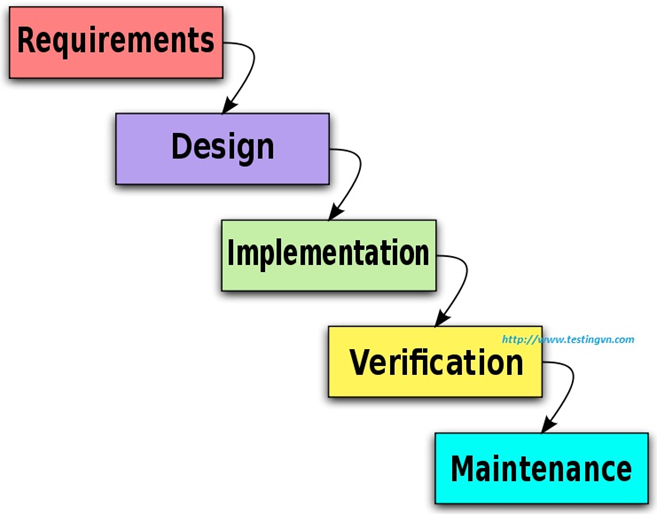 Requirements
Design
Implementation
http://www.testingvn.com
Verification
Maintenance